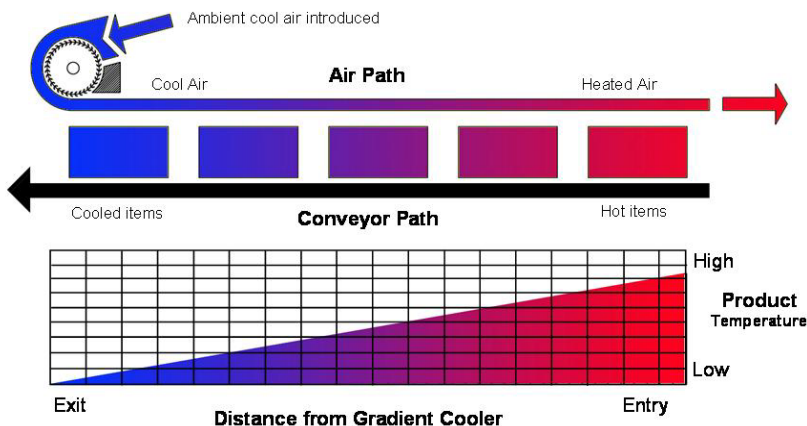 Ambient cool air introduced
Cool Air
Air Path
Heated Air
Cooled items
Conveyor Path
Hot items
High
Product
Temperature
Low
Exit
Distance from Gradient Cooler
Entry